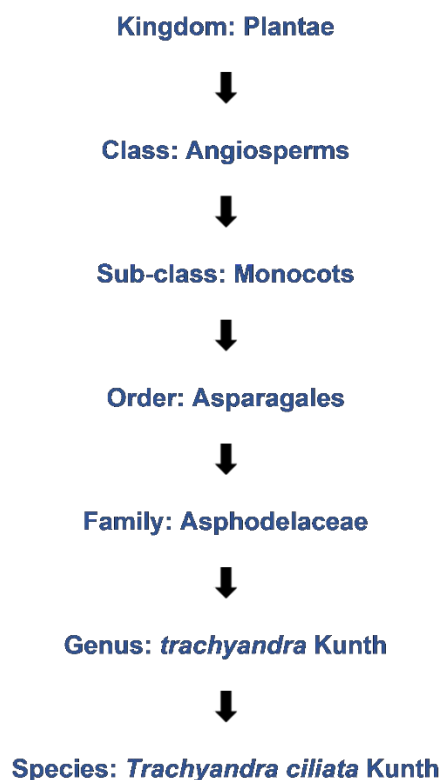 Kingdom: Plantae
Class: Angiosperms
Sub-class: Monocots
Order: Asparagales
Family: Asphodelaceae
Genus: trachyandra Kunth
Species: Trachyandra ciliata Kunth